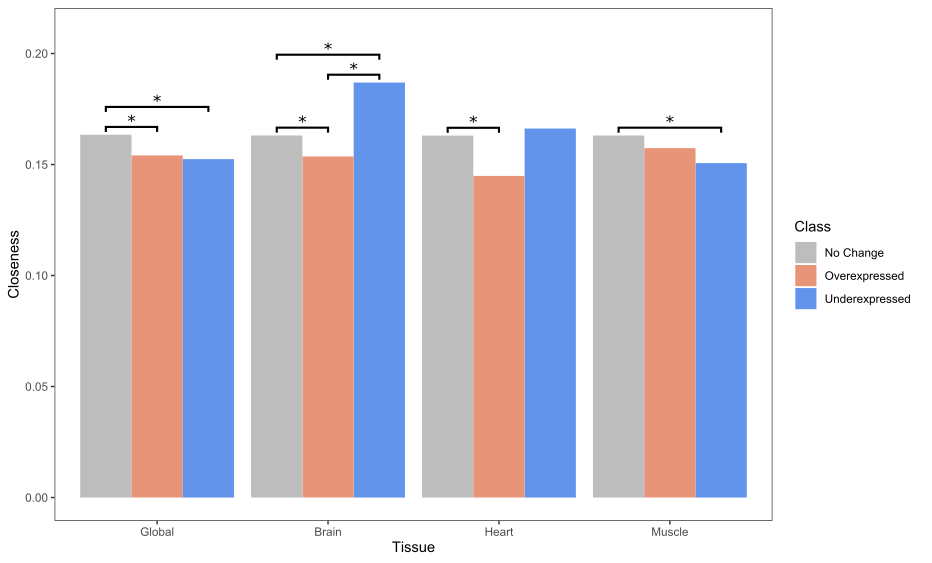 Closeness
0.20
0.15
0.10
0.05
0.00
*
*
*
*
*
*
*
Global
Brain
Heart
Muscle
Tissue
Class
No Change
Overexpressed
Underexpressed